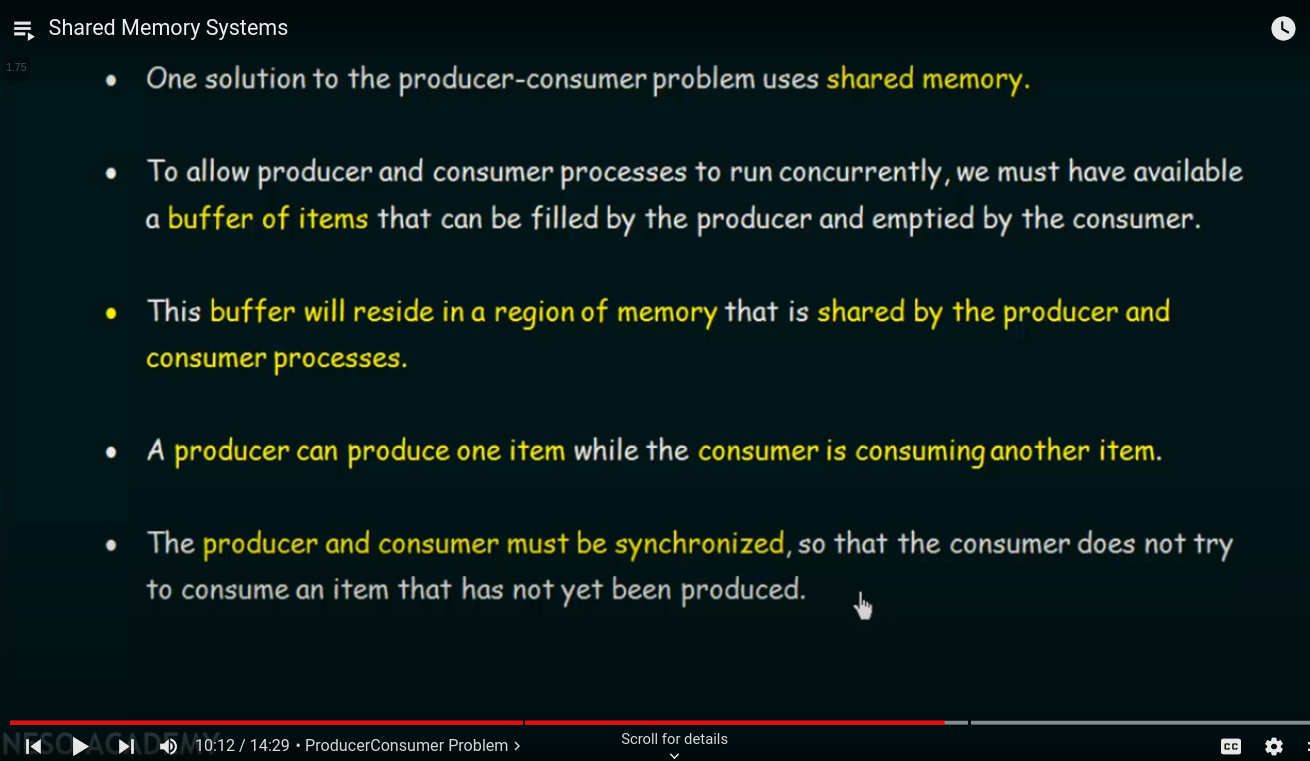 Shared Memory Systems
1.75
• One solution to the producer-consumer problem uses shared memory.
• To allow producer and consumer processes to run concurrently, we must have available
a buffer of items that can be filled by the producer and emptied by the consumer.
• This buffer will reside in a region of memory that is shared by the producer and
consumer processes.
• A producer can produce one item while the consumer is consuming another item.
• The producer and consumer must be synchronized, so that the consumer does not try
to consume an item that has not yet been produced.
NESO ACADEMY
10:12 / 14:29 • ProducerConsumer Problem >
Scroll for details
CC